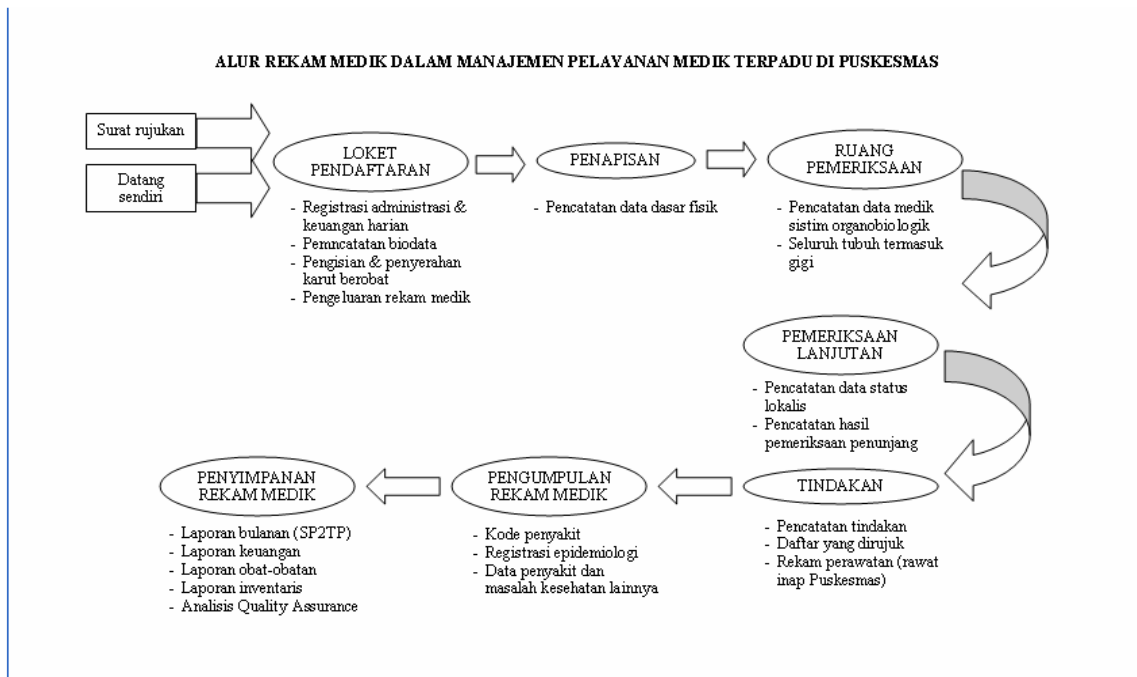 ALUR REKAM MEDIK DALAM MANAJEMEN PELAYANAN MEDIK TERPADU DI PUSKESMAS
Surat rujukan
Datang
sendiri
LOKET
PENDAFTARAN
- Registrasi administrasi &
keuangan harian
- Pemncatatan biodata
- Pengisian & penyerahan
karut berobat
- Pengeluaran rekam medik
PENAPISAN
- Pencatatan data dasar fisik
RUANG
PEMERIKSAAN
- Pencatatan data medik
sistim organobiologik
- Seluruh tubuh termasuk
gigi
PEMERIKSAAN
LANJUTAN
- Pencatatan data status
lokalis
- Pencatatan hasil
pemeriksaan penunjang
TINDAKAN
- Pencatatan tindakan
- Daftar yang dirujuk
- Rekam perawatan (rawat
inap Puskesmas)
PENGUMPULAN
REKAM MEDIK
- Kode penyakit
- Registrasi epidemiologi
- Data penyakit dan
masalah kesehatan lainnya
PENYIMPANAN
REKAM MEDIK
- Laporan bulanan (SP2TP)
- Laporan keuangan
- Laporan obat-obatan
- Laporan inventaris
- Analisis Quality Assurance